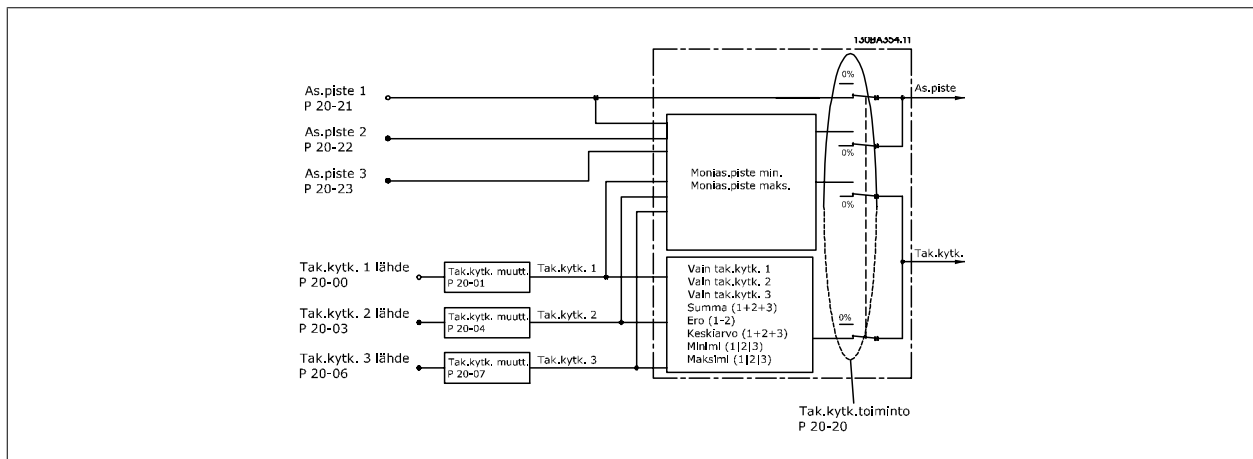 130BA354.11
As.piste 1
P 20-21
As.piste 2
P 20-22
As.piste 3
P 20-23
0%
As.piste
0%
Monias.piste min.
Monias.piste maks.
0%
Tak.kytk. 1 lähde
P 20-00
Tak.kytk. muutt.
P 20-01
Tak.kytk. 1
Tak.kytk. 2 lähde
P 20-03
Tak.kytk. muutt.
P 20-04
Tak.kytk. 2
Tak.kytk. 3 lähde
P 20-06
Tak.kytk. muutt.
P 20-07
Tak.kytk. 3
Vain tak.kytk. 1
Vain tak.kytk. 2
Vain tak.kytk. 3
Summa (1+2+3)
Ero (1-2)
Keskiarvo (1+2+3)
Minimi (1|2|3)
Maksimi (1|2|3)
0%
Tak.kytk.
Tak.kytk.toiminto
P 20-20